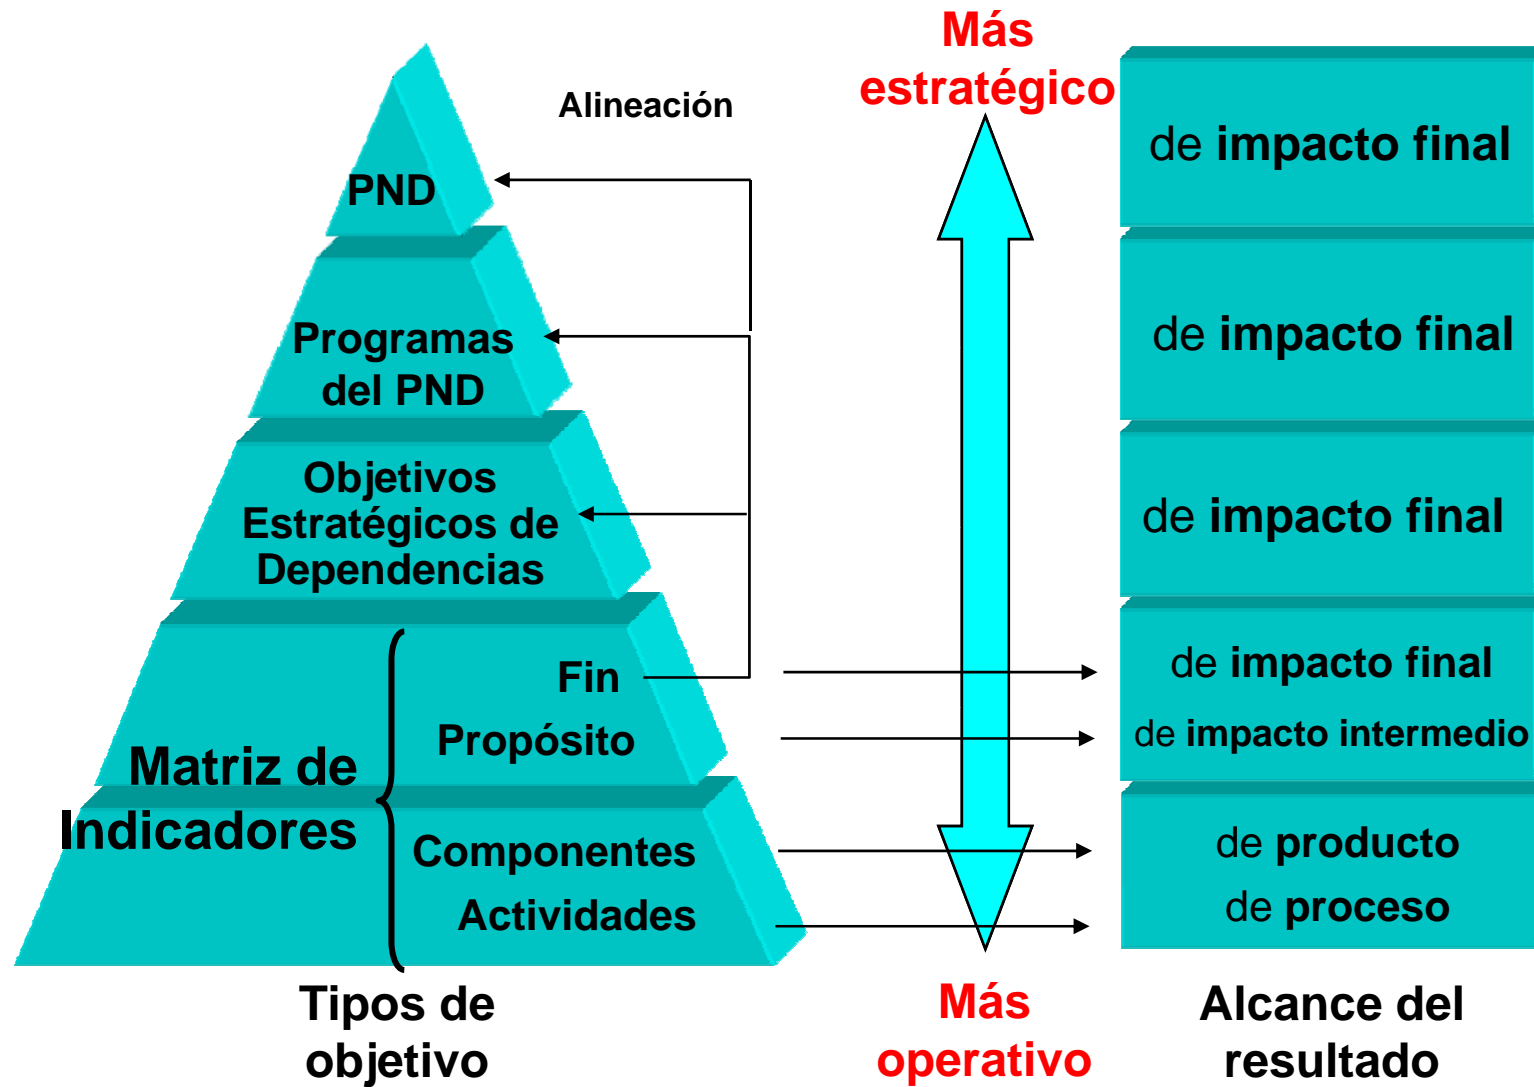 Más
estratégico
Alineación
PND
Programas
del PND
Objetivos
Estratégicos de
Dependencias
Matriz de
Indicadores
Fin
Propósito
Componentes
Actividades
de impacto final
de impacto final
de impacto final
de impacto final
de impacto intermedio
de producto
de proceso
Tipos de
objetivo
Más
operativo
Alcance del
resultado